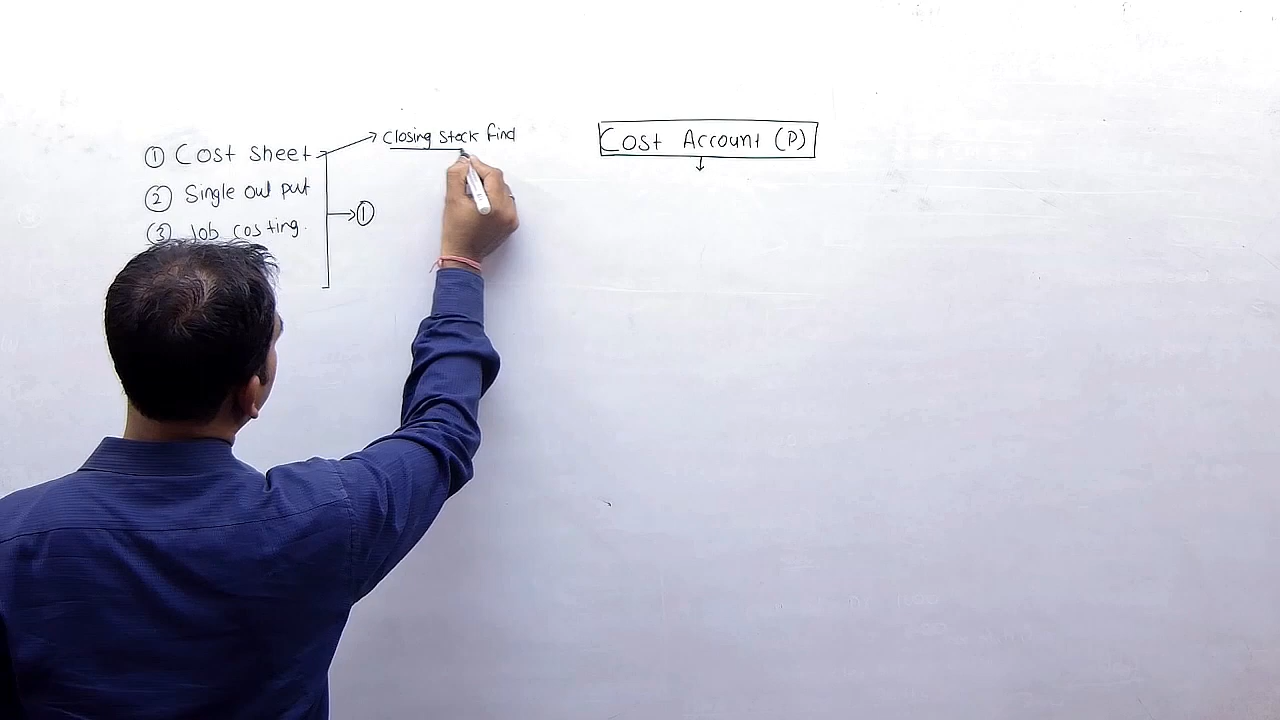 ① Cost sheet
② Single out put
③ Job costing.
→ closing stock find
→ ①
Cost Account (P)
↓